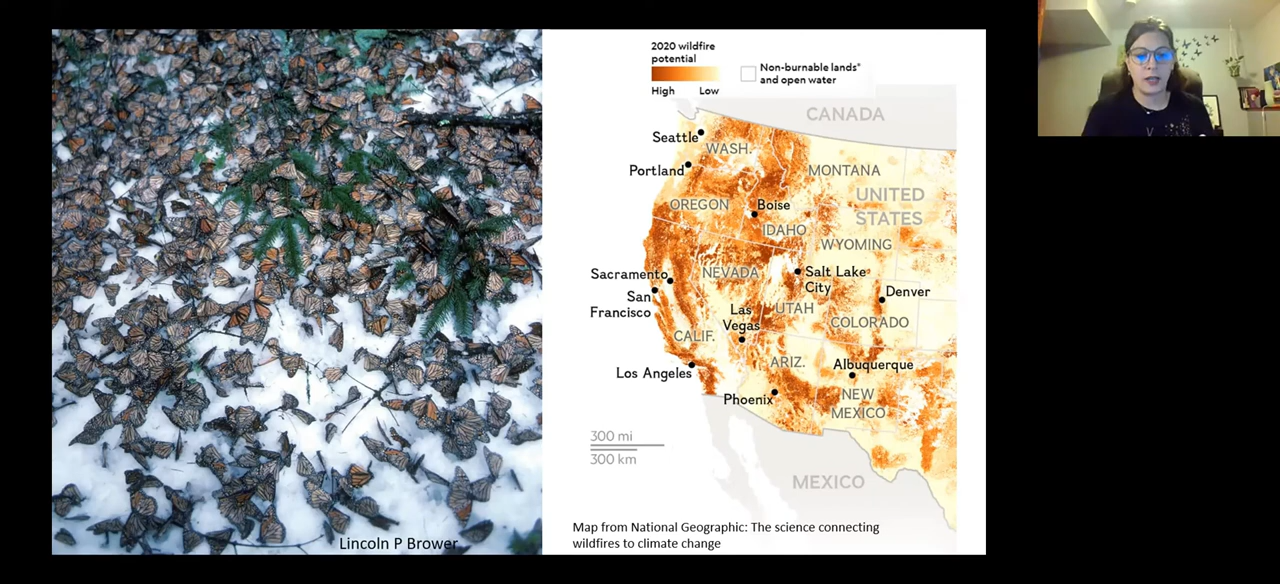 Lincoln P Brower
2020 wildfire
potential
High Low
Non-burnable lands*
and open water
CANADA
Seattle
WASH.
Portland
MONTANA
UNITED
STATES
OREGON
Boise
IDAHO
WYOMING
Sacramento
NEVADA
Salt Lake
City
San
Francisco
Denver
Las
Vegas
UTAH
COLORADO
CALIF.
Los Angeles
ARIZ.
Albuquerque
Phoenix
NEW
MEXICO
300 mi
300 km
MEXICO
Map from National Geographic: The science connecting
wildfires to climate change